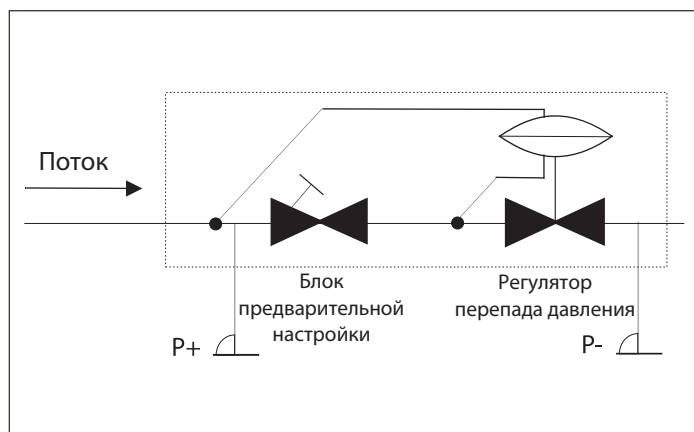 Поток
Блок
предварительной
настройки
Регулятор
перепада давления
P+
P-